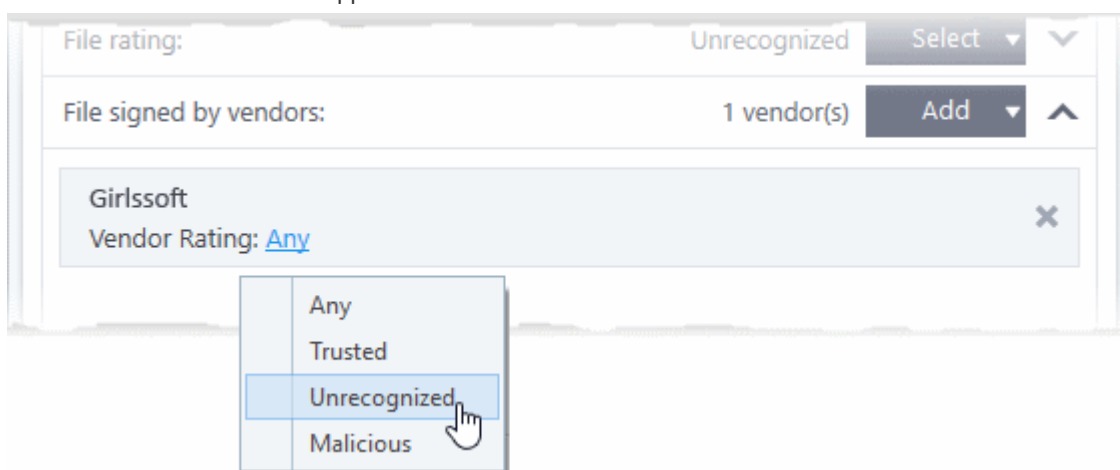 File rating: Unrecognized Select
File signed by vendors: 1 vendor(s) Add
Girlssoft
Vendor Rating: Any
Any
Trusted
Unrecognized
Malicious